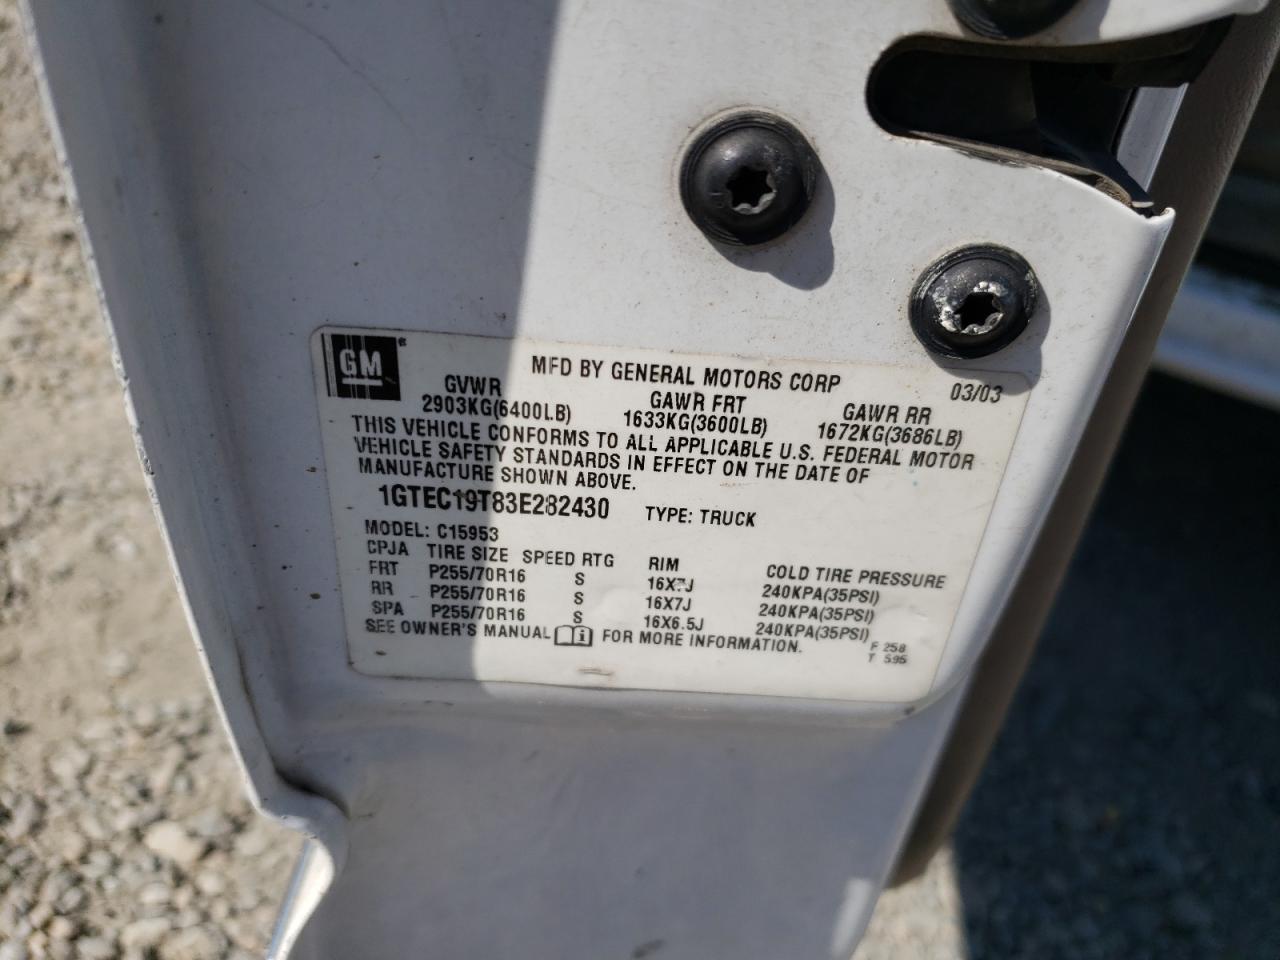 GM ®
MFD BY GENERAL MOTORS CORP 03/03
GVWR GAWR FRT GAWR RR
2903KG(6400LB) 1633KG(3600LB) 1672KG(3686LB)
THIS VEHICLE CONFORMS TO ALL APPLICABLE U.S. FEDERAL MOTOR
VEHICLE SAFETY STANDARDS IN EFFECT ON THE DATE OF
MANUFACTURE SHOWN ABOVE.
1GTEC19T83E282430 TYPE: TRUCK
MODEL: C15953
CPJA TIRE SIZE SPEED RTG RIM COLD TIRE PRESSURE
FRT P255/70R16 S 16X7J 240KPA(35PSI)
RR P255/70R16 S 16X7J 240KPA(35PSI)
SPA P255/70R16 S 16X6.5J 240KPA(35PSI)
SEE OWNER'S MANUAL i FOR MORE INFORMATION.
F 258
T 595